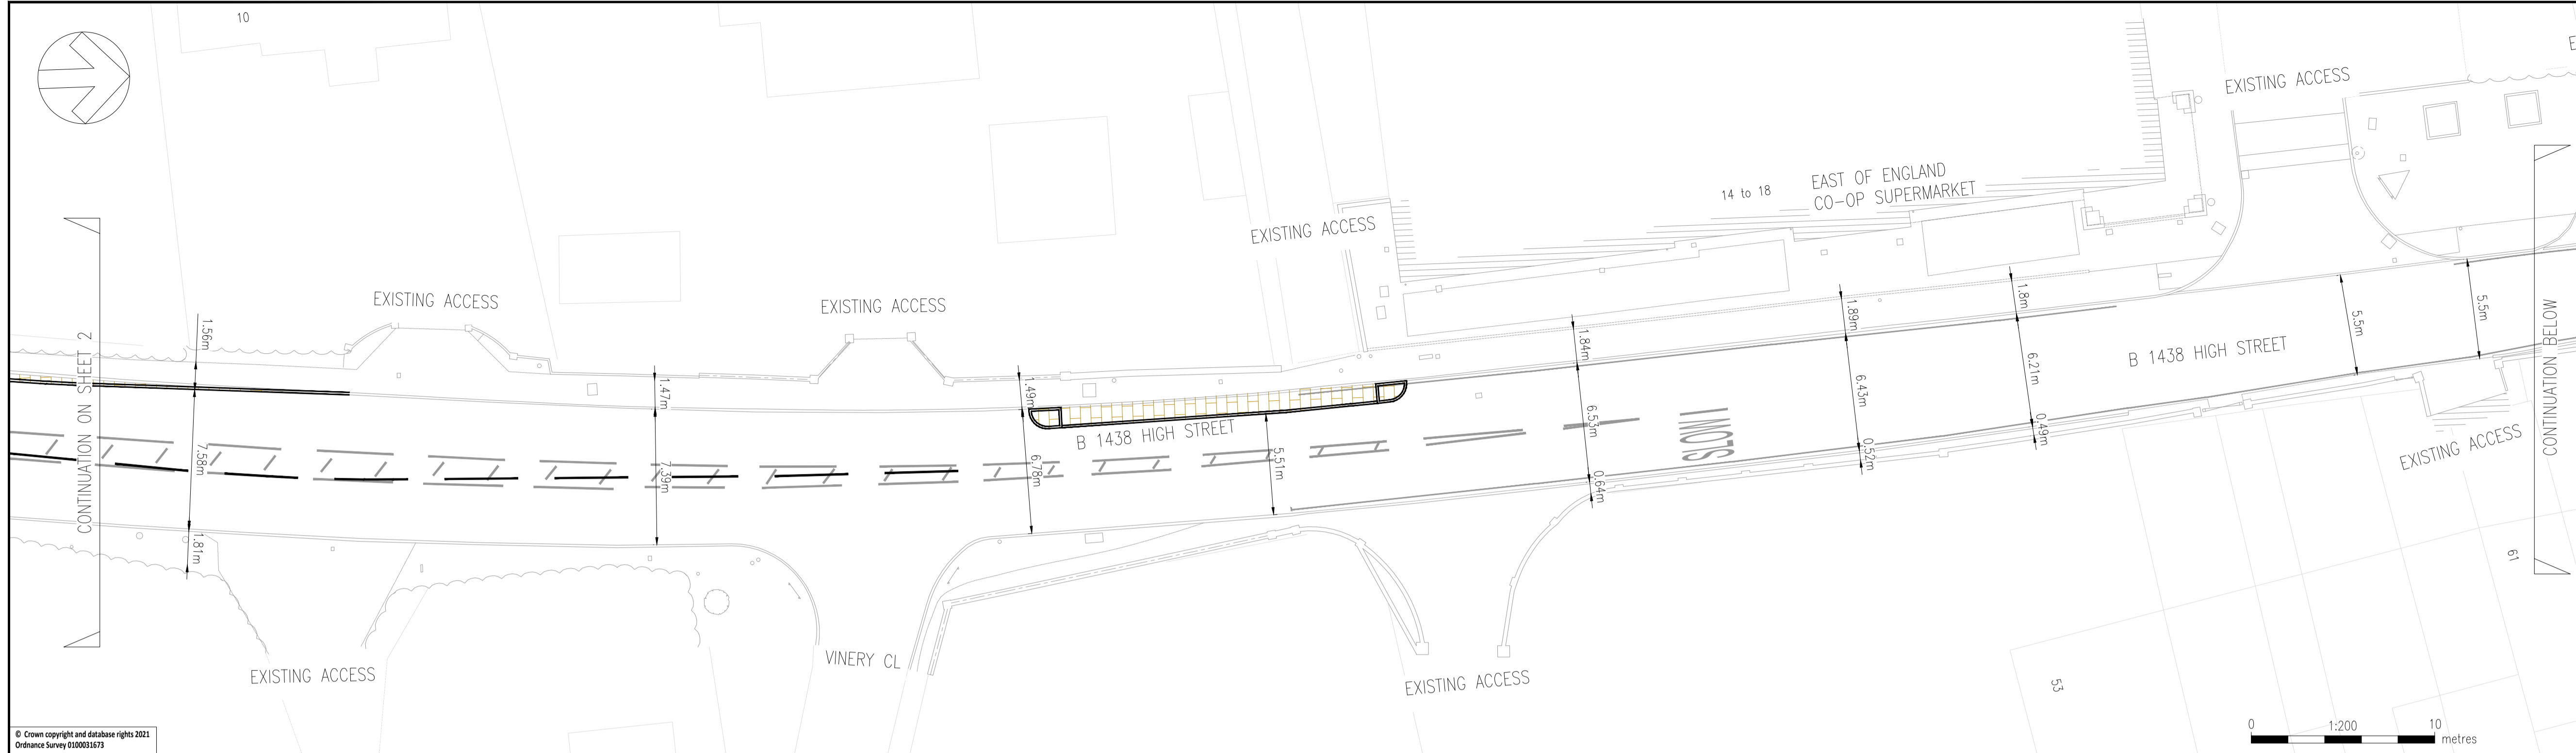 10
EXISTING ACCESS
E
14 to 18
EAST OF ENGLAND
CO-OP SUPERMARKET
EXISTING ACCESS
EXISTING ACCESS
EXISTING ACCESS
CONTINUATION ON SHEET 2
1.56m
7.58m
1.81m
1.47m
7.39m
1.49m
6.78m
B 1438 HIGH STREET
5.51m
1.84m
6.53m
0.64m
SLOW
1.89m
6.43m
0.52m
1.8m
6.21m
0.49m
5.5m
5.5m
B 1438 HIGH STREET
CONTINUATION BELOW
EXISTING ACCESS
61
53
EXISTING ACCESS
VINERY CL
EXISTING ACCESS
0 1:200 10
metres
© Crown copyright and database rights 2021
Ordnance Survey 0100031673